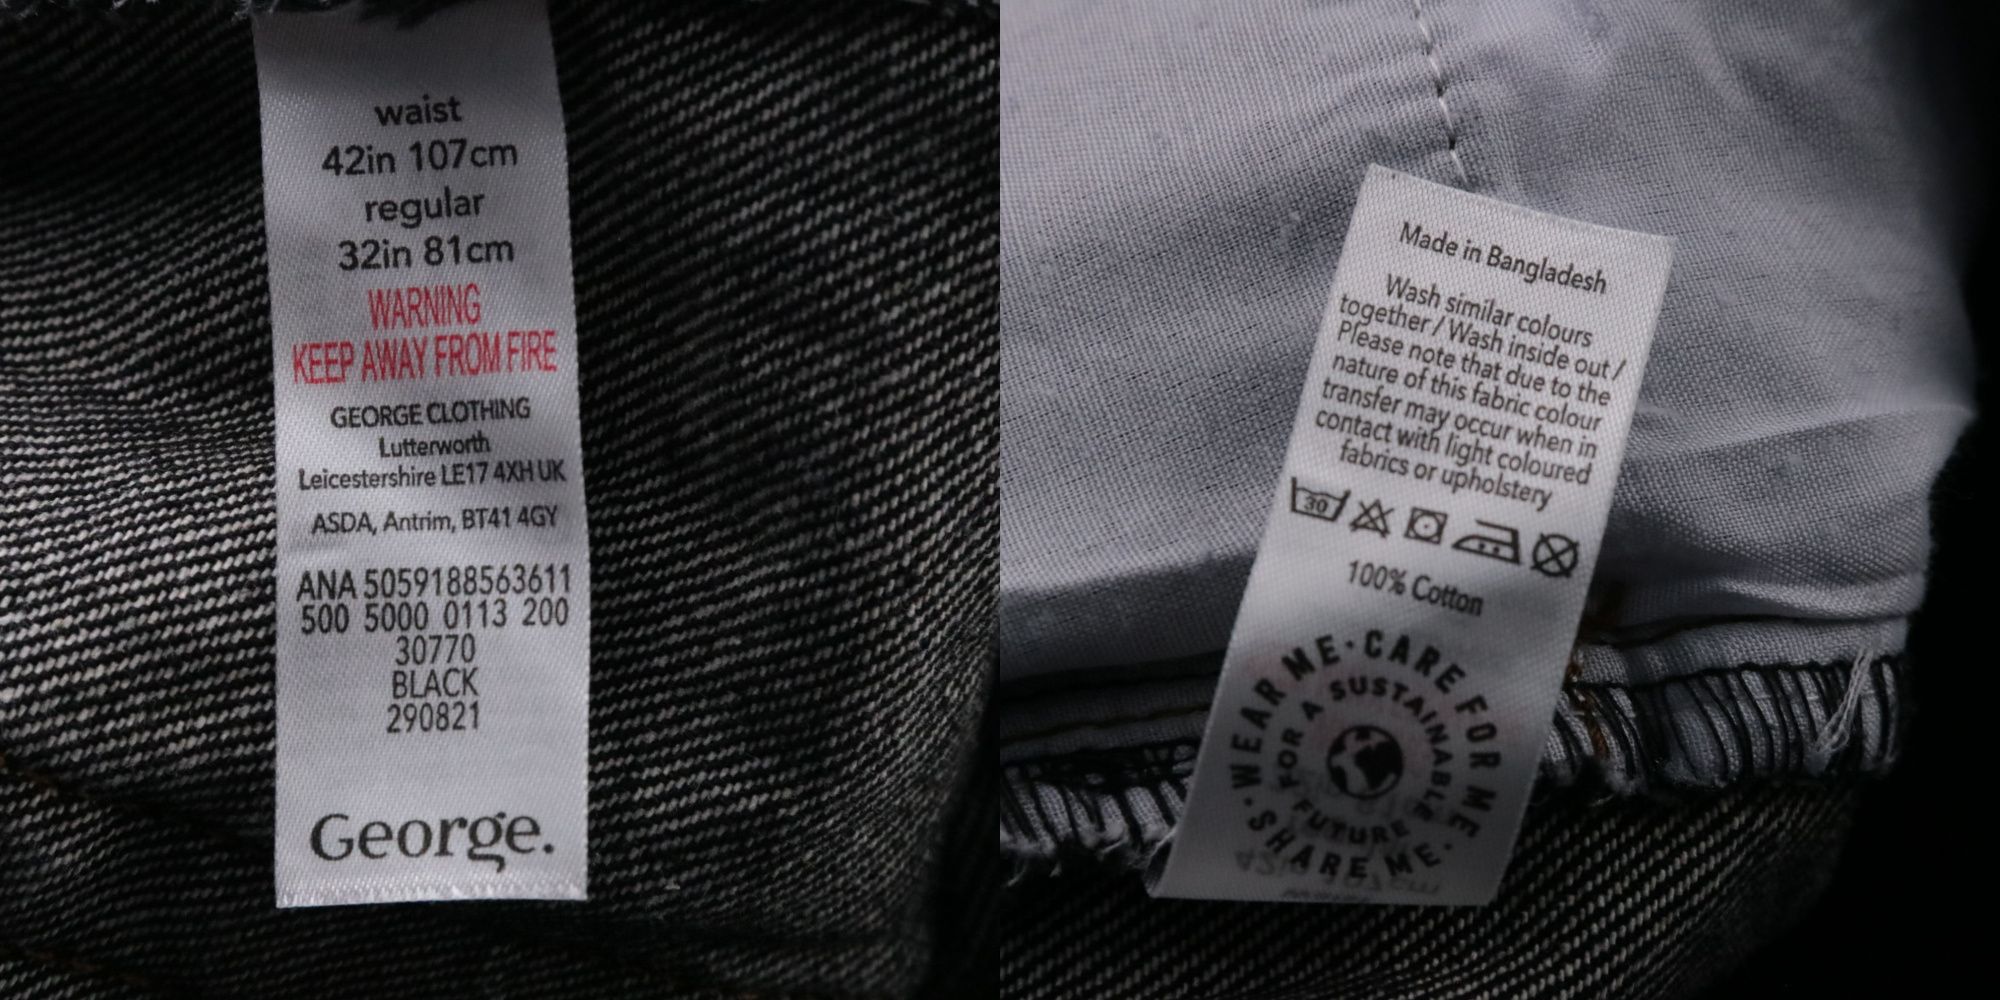 waist
42in 107cm
regular
32in 81cm
WARNING
KEEP AWAY FROM FIRE
GEORGE CLOTHING
Lutterworth
Leicestershire LE17 4XH UK
ASDA, Antrim, BT41 4GY
ANA 5059188563611
500 5000 0113 200
30770
BLACK
290821
George.
Made in Bangladesh
Wash similar colours
together / Wash inside out /
Please note that due to the
nature of this fabric colour
transfer may occur when in
contact with light coloured
fabrics or upholstery
30
100% Cotton
WEAR ME · CARE FOR ME · SHARE ME ·
FOR A SUSTAINABLE FUTURE